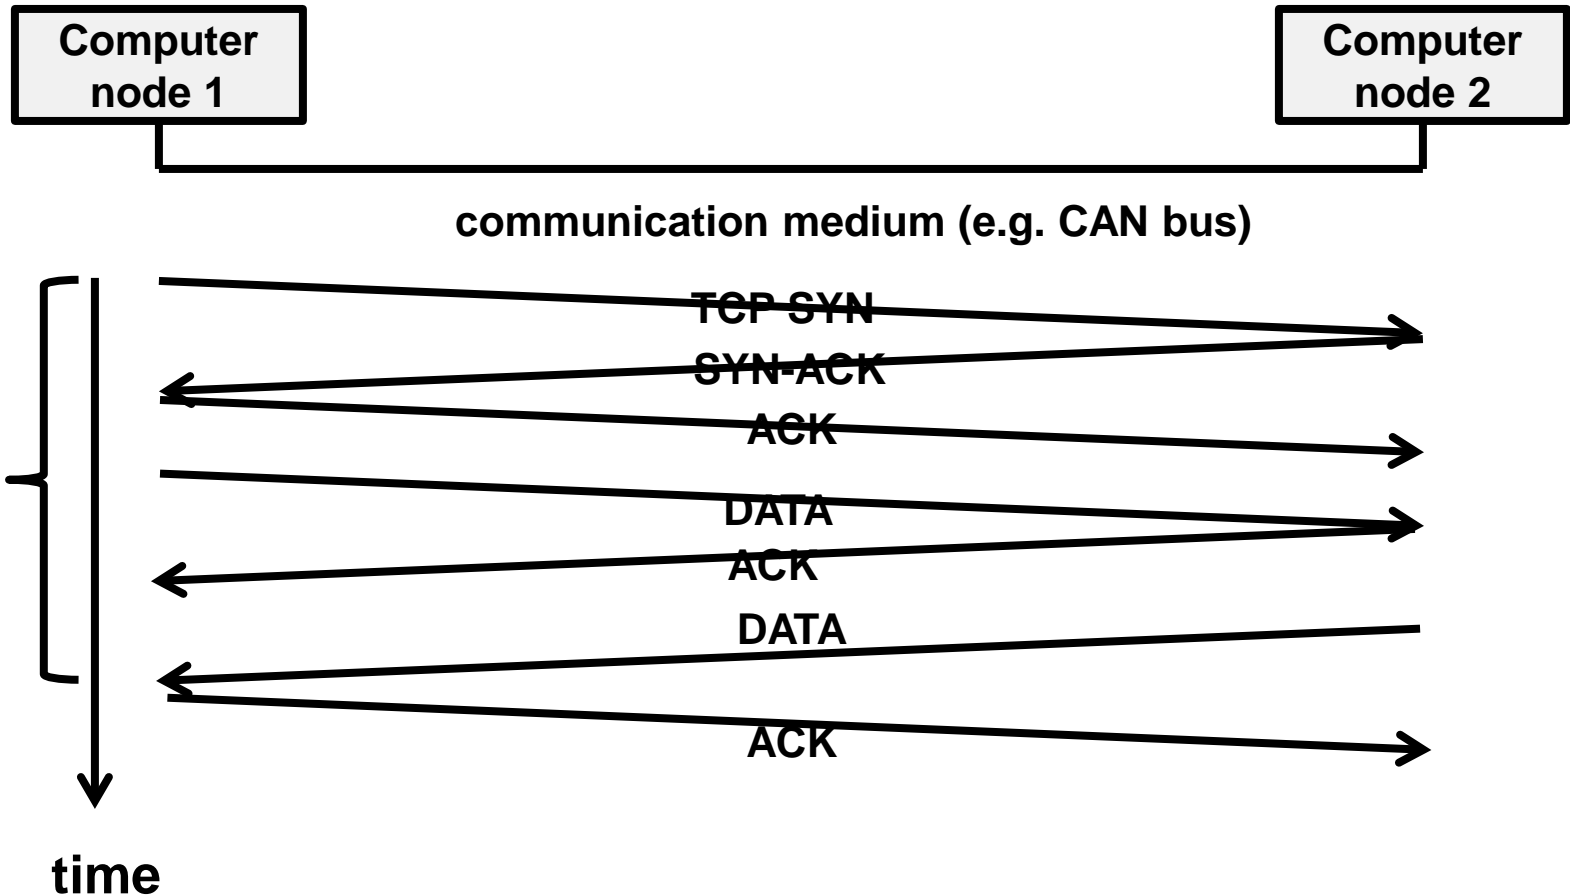 Computer
node 1
Computer
node 2
communication medium (e.g. CAN bus)
TCP SYN
SYN-ACK
ACK
DATA
ACK
DATA
ACK
time